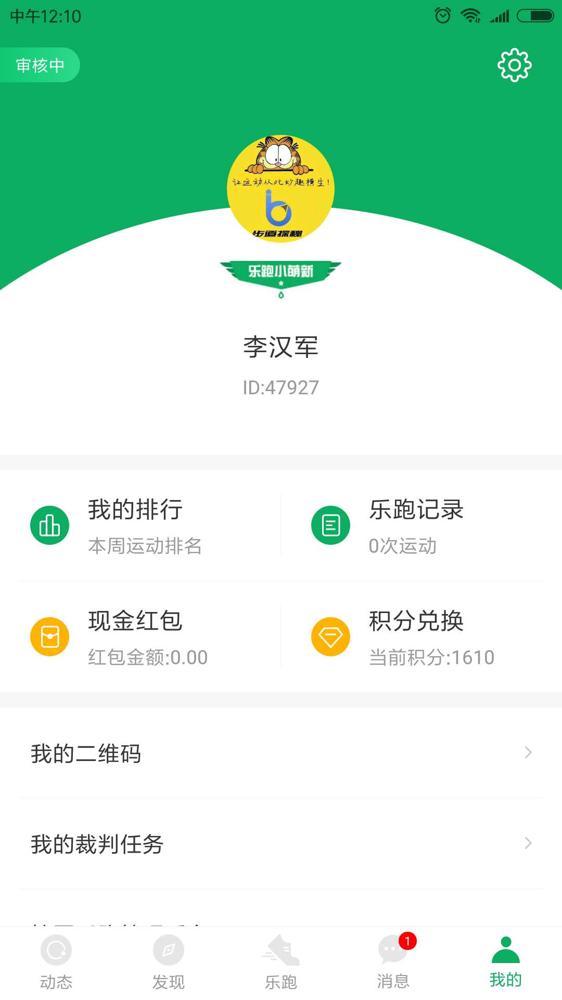 中午12:10
审核中
让运动从此妙趣横生!
步道探秘
乐跑小萌新
李汉军
ID:47927
我的排行
本周运动排名
乐跑记录
0次运动
现金红包
红包金额:0.00
积分兑换
当前积分:1610
我的二维码
我的裁判任务
动态
发现
乐跑
1
消息
我的